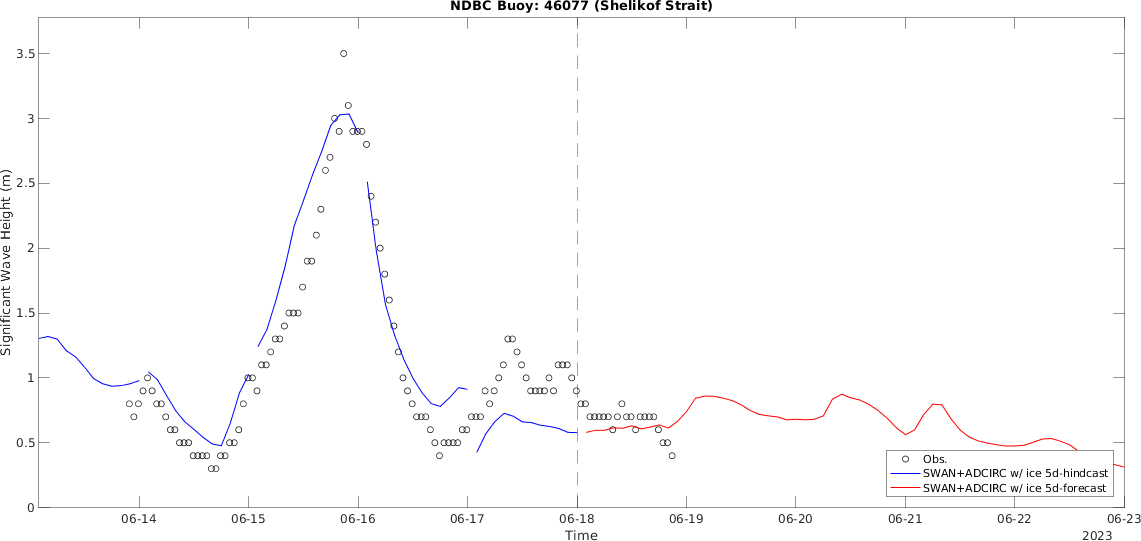 NDBC Buoy: 46077 (Shelikof Strait)
Significant Wave Height (m)
3.5
3
2.5
2
1.5
1
0.5
0
Obs.
SWAN+ADCIRC w/ ice 5d-hindcast
SWAN+ADCIRC w/ ice 5d-forecast
06-14 06-15 06-16 06-17 06-18 06-19 06-20 06-21 06-22 06-23
Time
2023